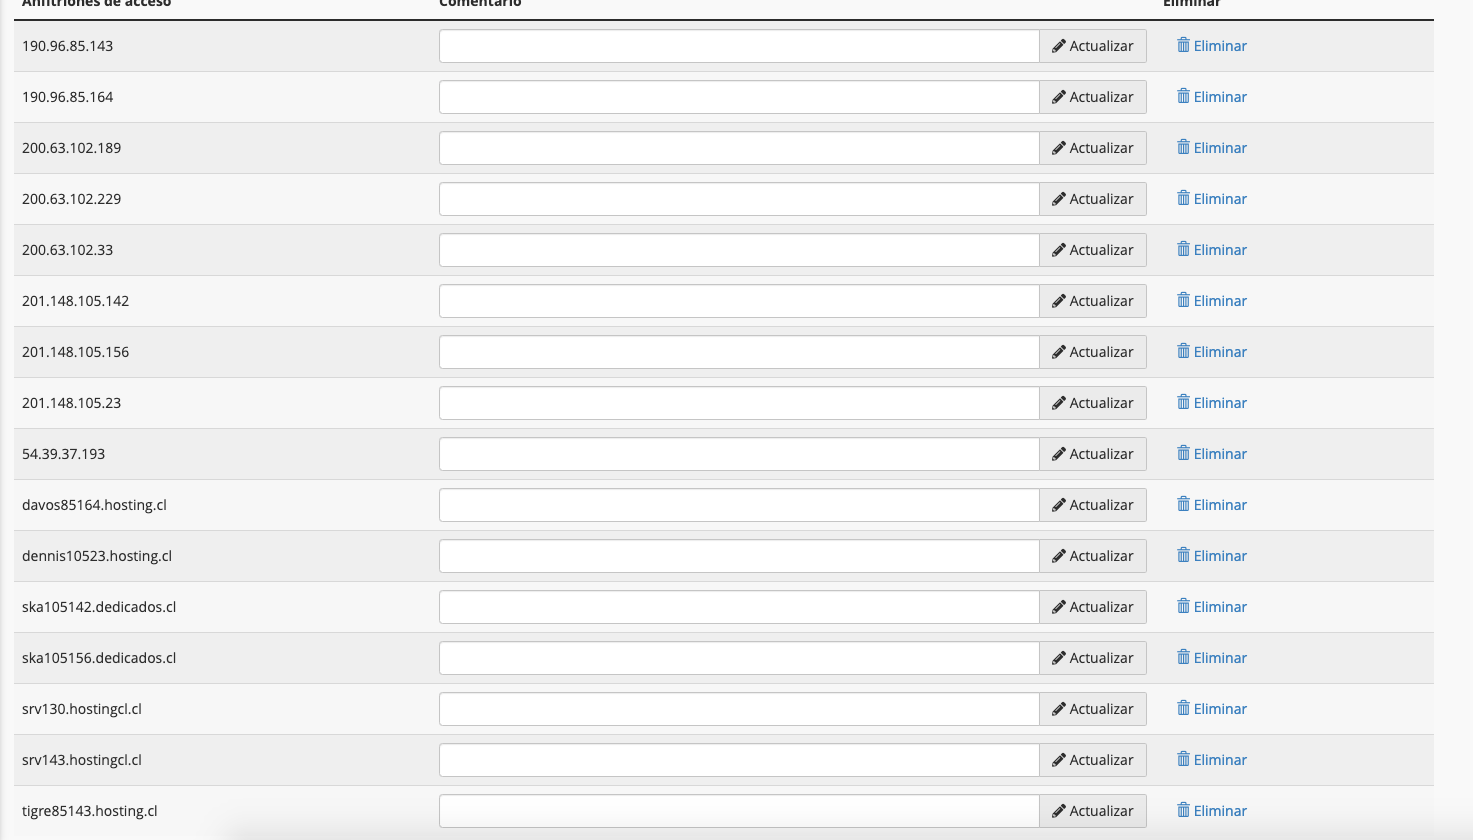 Anfitriones de acceso Comentario Eliminar
190.96.85.143 Actualizar Eliminar
190.96.85.164 Actualizar Eliminar
200.63.102.189 Actualizar Eliminar
200.63.102.229 Actualizar Eliminar
200.63.102.33 Actualizar Eliminar
201.148.105.142 Actualizar Eliminar
201.148.105.156 Actualizar Eliminar
201.148.105.23 Actualizar Eliminar
54.39.37.193 Actualizar Eliminar
davos85164.hosting.cl Actualizar Eliminar
dennis10523.hosting.cl Actualizar Eliminar
ska105142.dedicados.cl Actualizar Eliminar
ska105156.dedicados.cl Actualizar Eliminar
srv130.hostingcl.cl Actualizar Eliminar
srv143.hostingcl.cl Actualizar Eliminar
tigre85143.hosting.cl Actualizar Eliminar